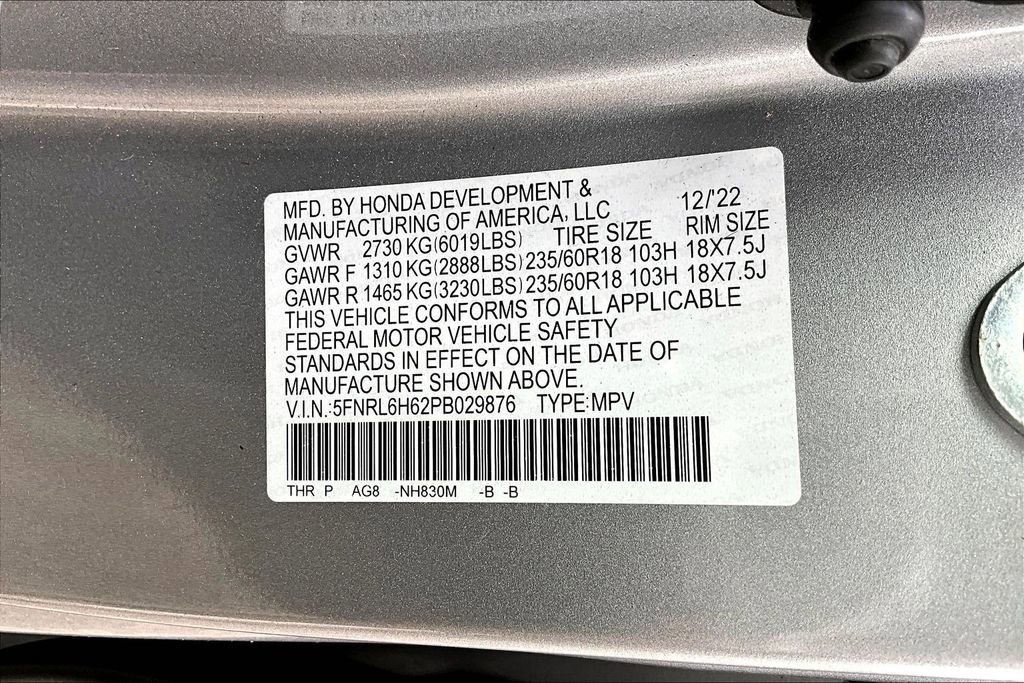 MFD. BY HONDA DEVELOPMENT &
MANUFACTURING OF AMERICA, LLC 12/'22
GVWR 2730 KG(6019LBS) TIRE SIZE RIM SIZE
GAWR F 1310 KG(2888LBS) 235/60R18 103H 18X7.5J
GAWR R 1465 KG(3230LBS) 235/60R18 103H 18X7.5J
THIS VEHICLE CONFORMS TO ALL APPLICABLE
FEDERAL MOTOR VEHICLE SAFETY
STANDARDS IN EFFECT ON THE DATE OF
MANUFACTURE SHOWN ABOVE.
V.I.N.:5FNRL6H62PB029876 TYPE:MPV
THR P AG8 -NH830M -B -B